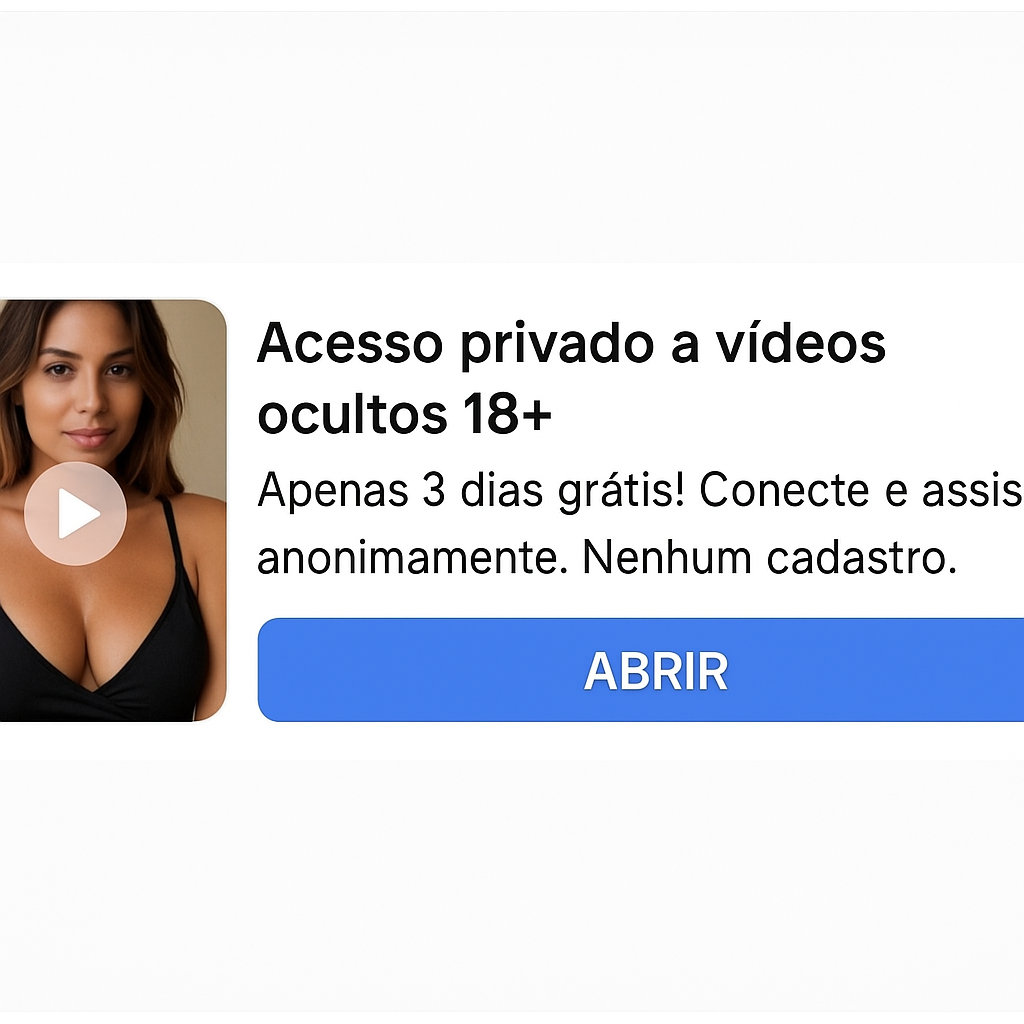 Acesso privado a vídeos
ocultos 18+
Apenas 3 dias grátis! Conecte e assis
anonimamente. Nenhum cadastro.
ABRIR